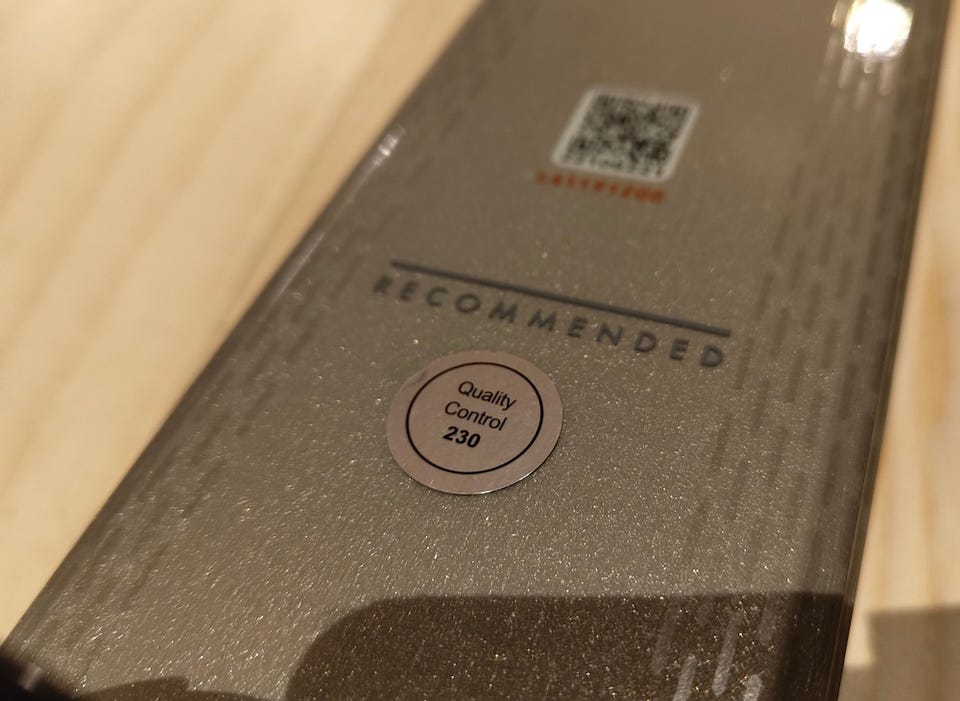 RECOMMENDED
Quality
Control
230